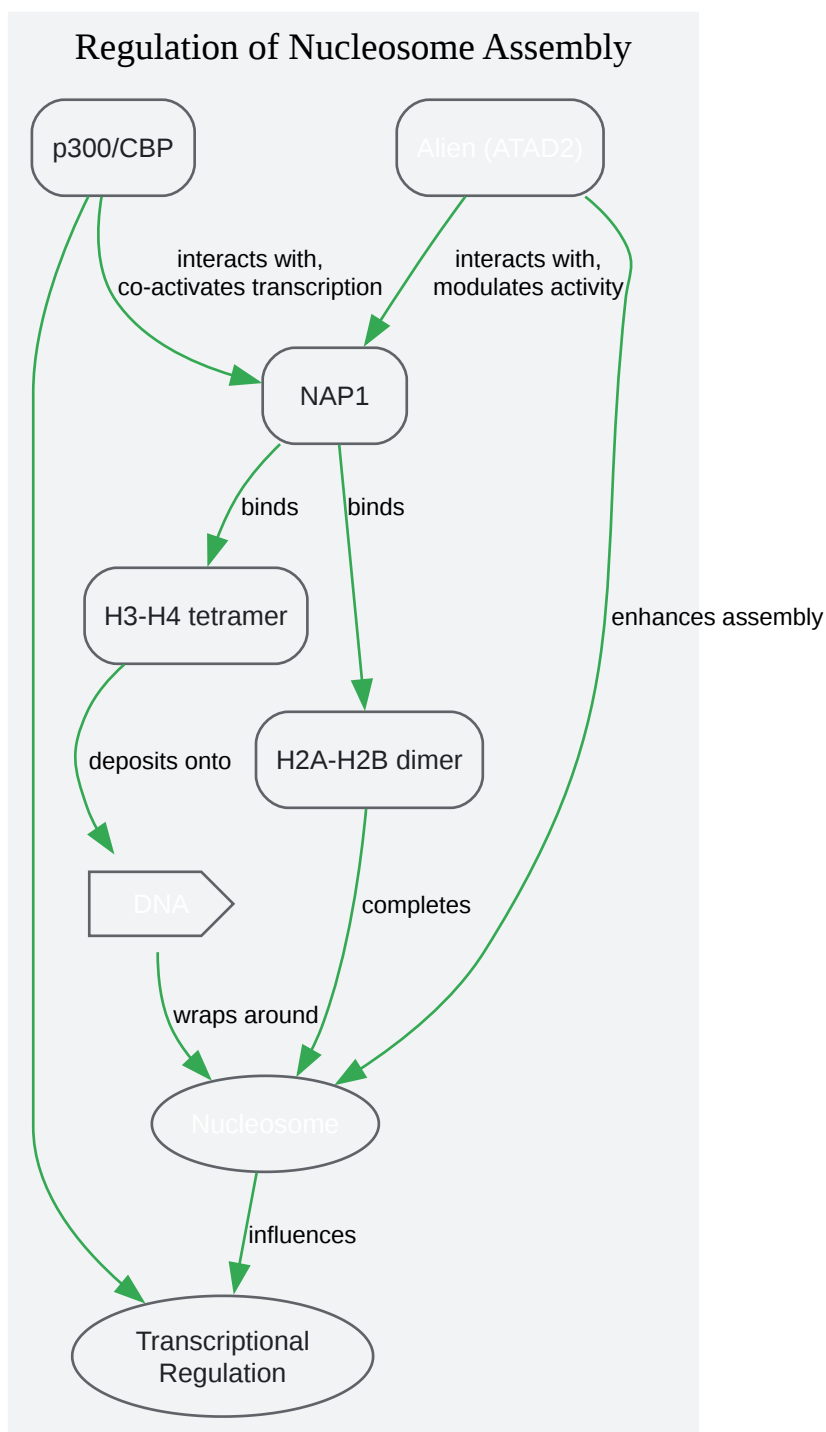 Regulation of Nucleosome Assembly
p300/CBP
Alien (ATAD2)
interacts with,
co-activates transcription
interacts with,
modulates activity
NAP1
binds
binds
H3-H4 tetramer
enhances assembly
deposits onto
H2A-H2B dimer
DNA
completes
wraps around
Nucleosome
influences
Transcriptional
Regulation